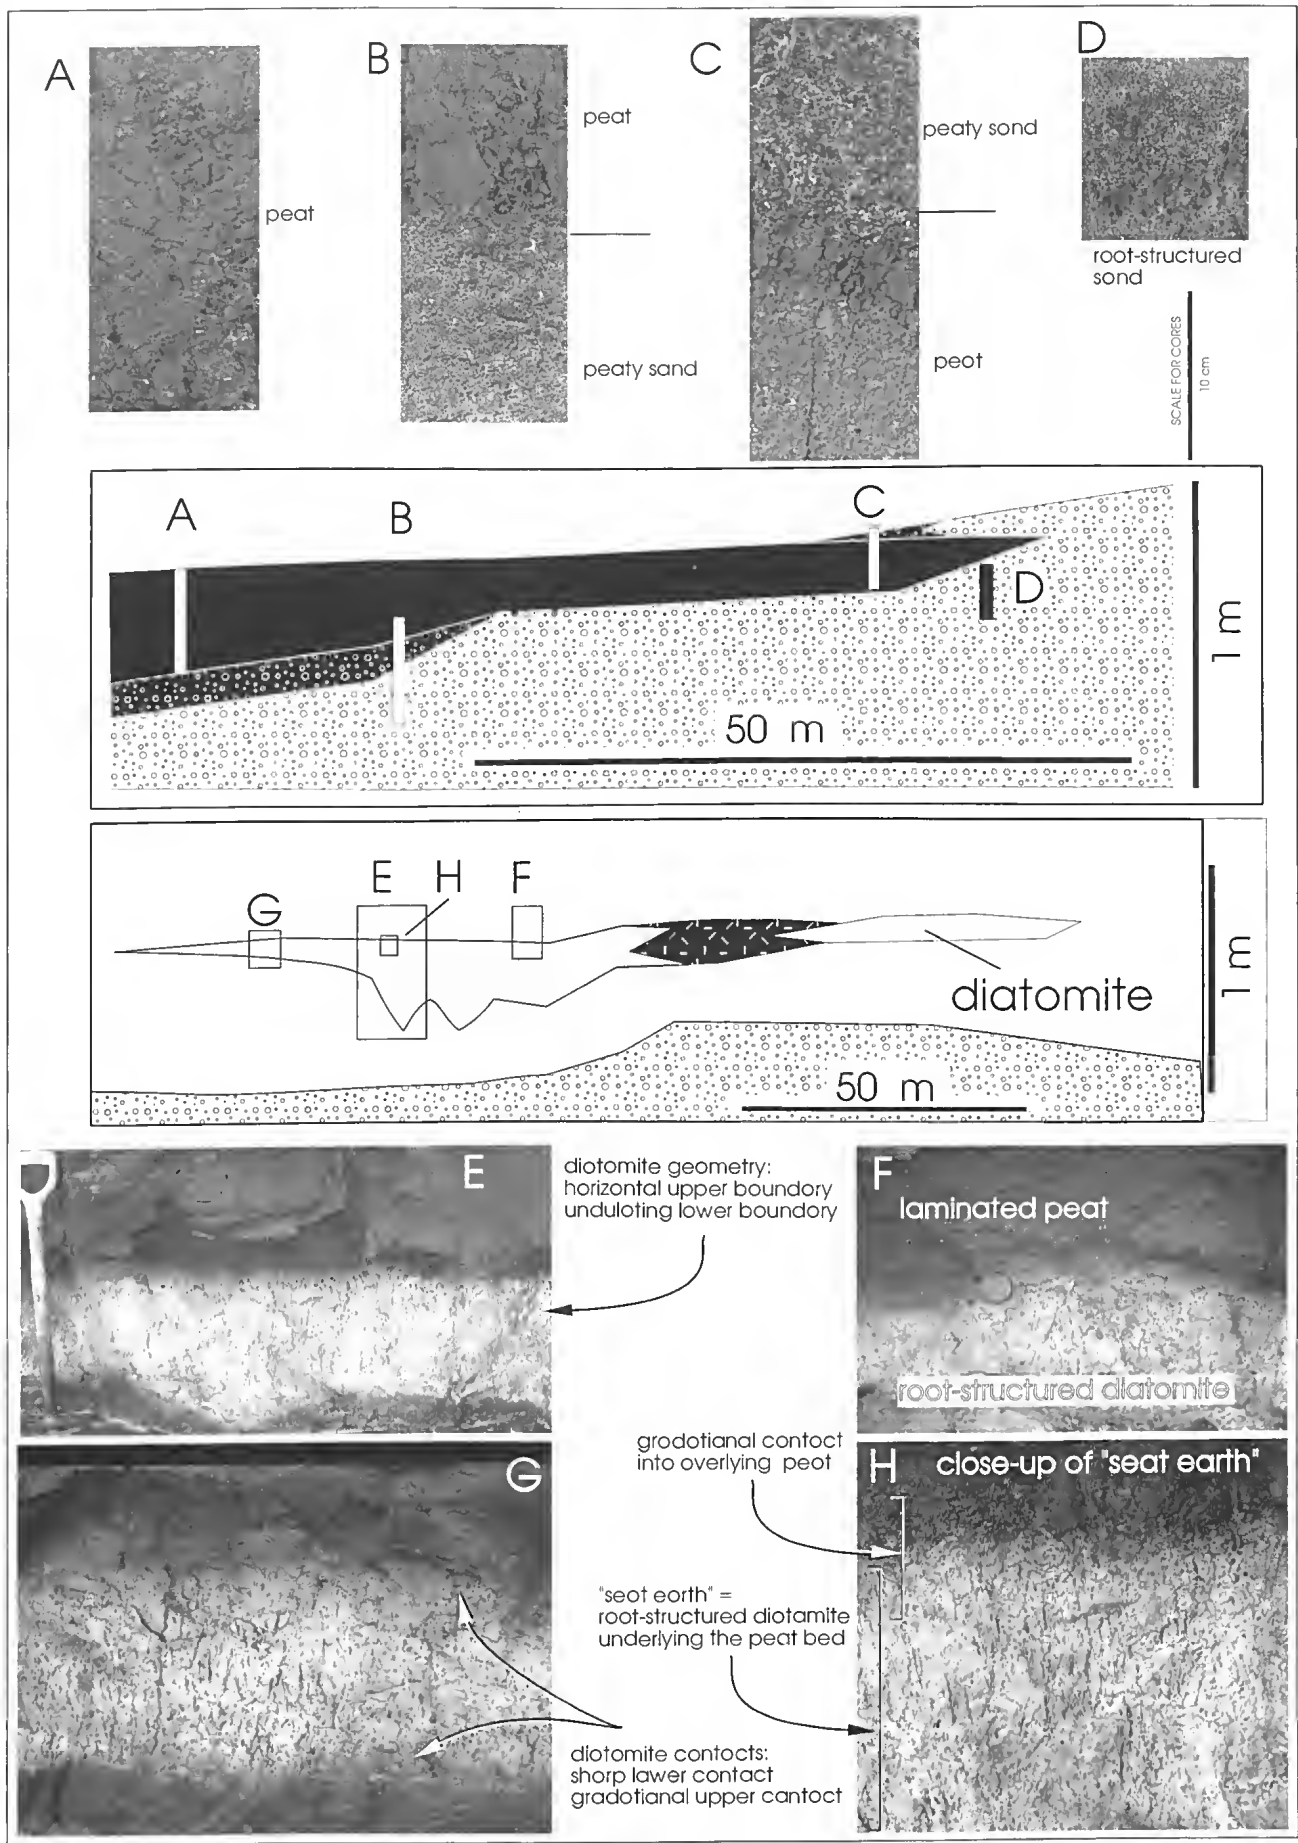 A
B
C
D
peat
peat
peaty sand
peaty sond
peot
root-structured
sond
SCALE FOR CORES
10 cm
A
B
C
D
50 m
1 m
G
E
H
F
diatomite
50 m
1 m
E
diotomite geometry:
horizontal upper boundory
unduloting lower boundory
F
laminated peat
root-structured diatomite
G
grodotianal contoct
into overlying peot
H
close-up of "seat earth"
"seot eorth" =
root-structured diotamite
underlying the peat bed
diotomite contocts:
shorp lawer contact
gradotianal upper cantoct